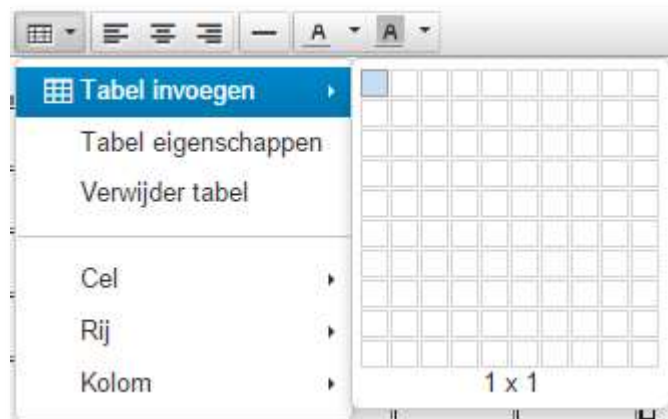 A A
Tabel invoegen
Tabel eigenschappen
Verwijder tabel
Cel
Rij
Kolom
1 x 1